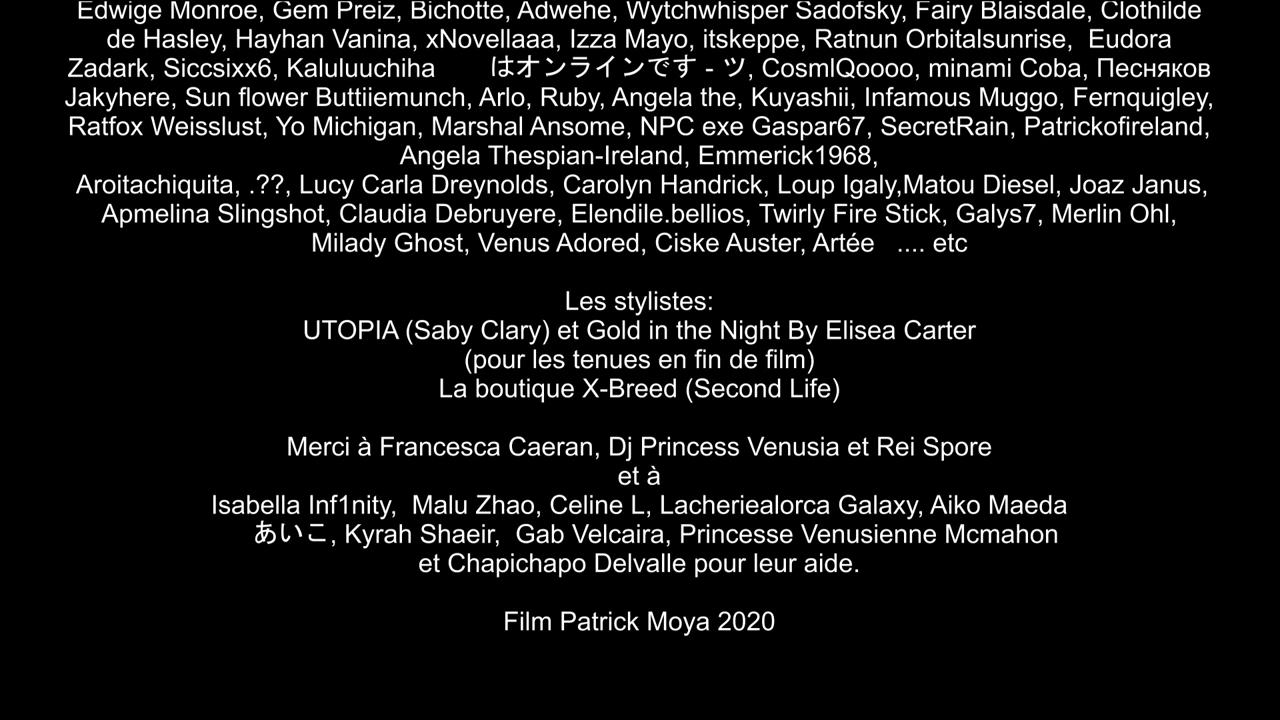 Edwige Monroe, Gem Preiz, Bichotte, Adwehe, Wytchwhisper Sadofsky, Fairy Blaisdale, Clothilde
de Hasley, Hayhan Vanina, xNovellaaa, Izza Mayo, itskeppe, Ratnun Orbitalsunrise,  Eudora
Zadark, Siccsixx6, Kaluluuchiha はオンラインです - ツ, CosmlQoooo, minami Coba, Песняков
Jakyhere, Sun flower Buttiiemunch, Arlo, Ruby, Angela the, Kuyashii, Infamous Muggo, Fernquigley,
Ratfox Weisslust, Yo Michigan, Marshal Ansome, NPC exe Gaspar67, SecretRain, Patrickofireland,
Angela Thespian-Ireland, Emmerick1968,
Aroitachiquita, .??, Lucy Carla Dreynolds, Carolyn Handrick, Loup Igaly,Matou Diesel, Joaz Janus,
Apmelina Slingshot, Claudia Debruyere, Elendile.bellios, Twirly Fire Stick, Galys7, Merlin Ohl,
Milady Ghost, Venus Adored, Ciske Auster, Artée .... etc
Les stylistes:
UTOPIA (Saby Clary) et Gold in the Night By Elisea Carter
(pour les tenues en fin de film)
La boutique X-Breed (Second Life)
Merci à Francesca Caeran, Dj Princess Venusia et Rei Spore
et à
Isabella Inf1nity,  Malu Zhao, Celine L, Lacheriealorca Galaxy, Aiko Maeda
あいこ, Kyrah Shaeir,  Gab Velcaira, Princesse Venusienne Mcmahon
et Chapichapo Delvalle pour leur aide.
Film Patrick Moya 2020